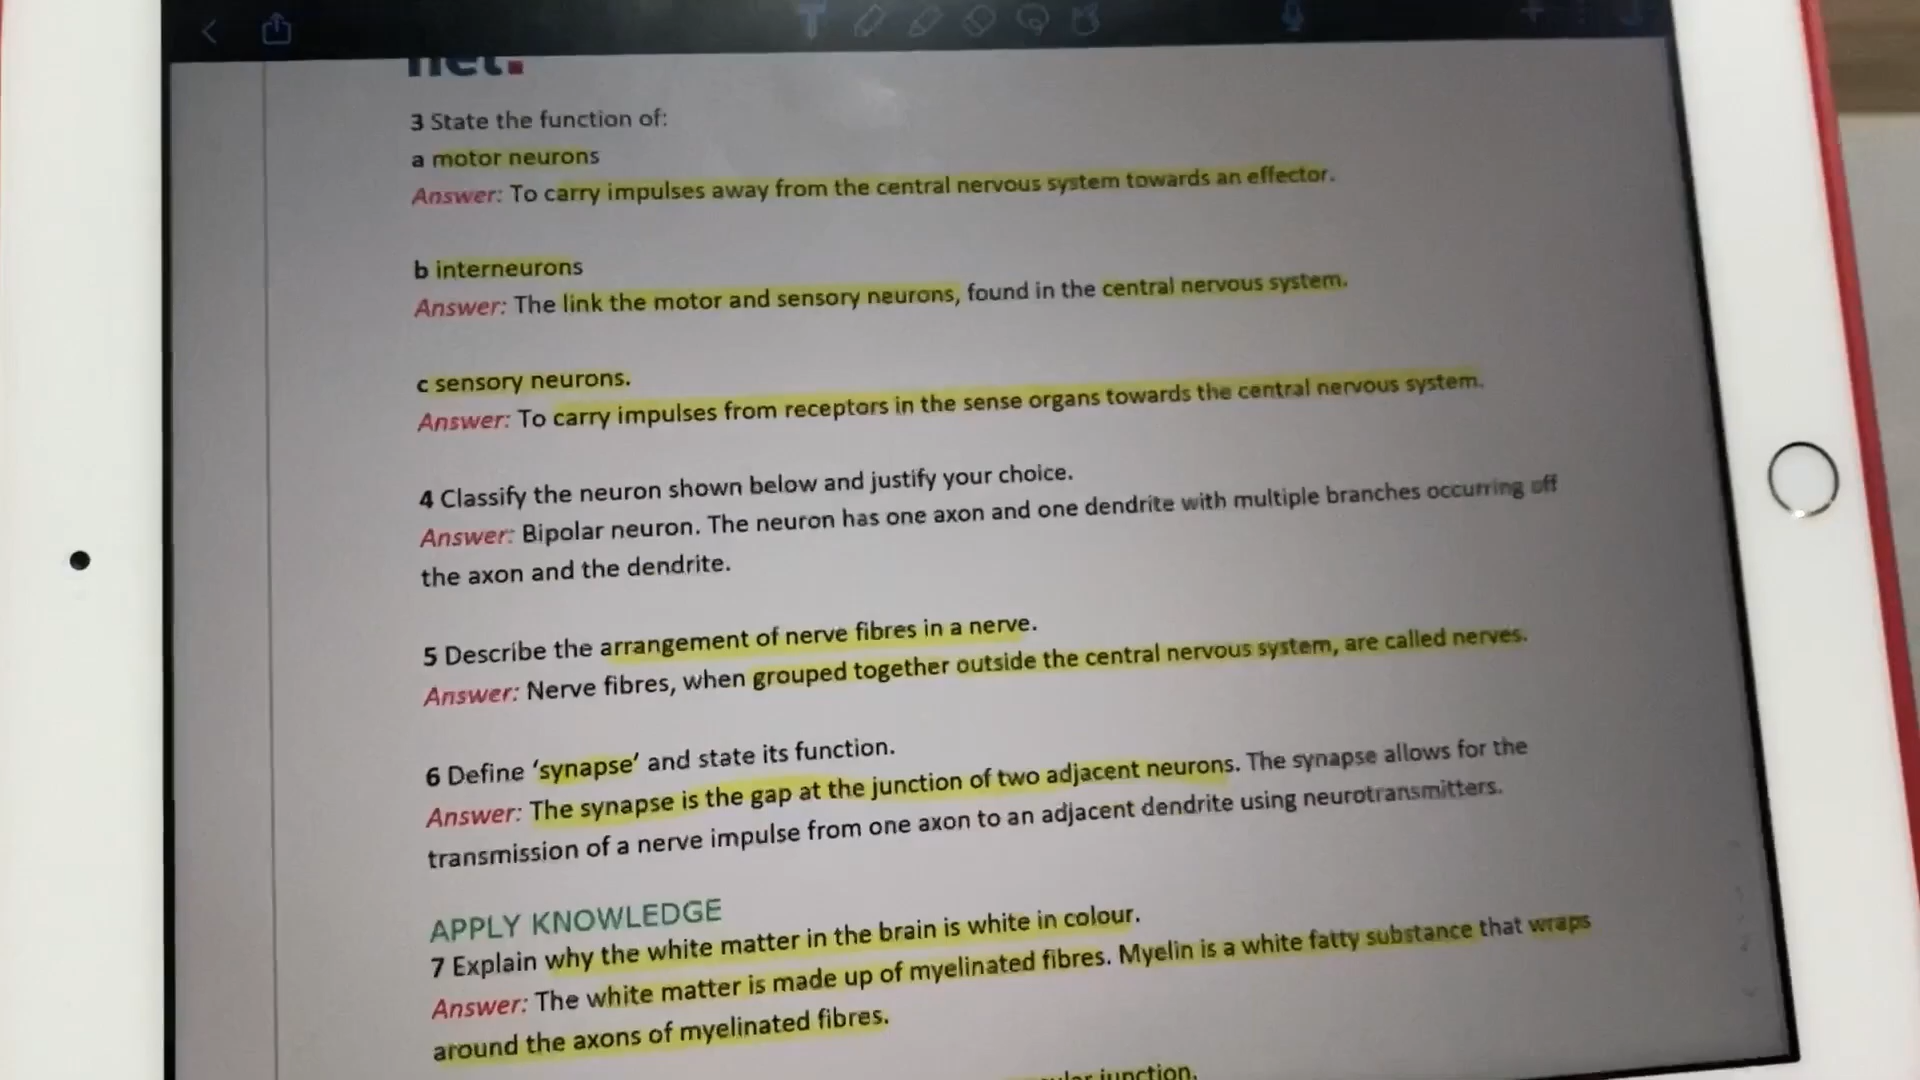 net.
3 State the function of:
a motor neurons
Answer: To carry impulses away from the central nervous system towards an effector.
b interneurons
Answer: The link the motor and sensory neurons, found in the central nervous system.
c sensory neurons.
Answer: To carry impulses from receptors in the sense organs towards the central nervous system.
4 Classify the neuron shown below and justify your choice.
Answer: Bipolar neuron. The neuron has one axon and one dendrite with multiple branches occurring off
the axon and the dendrite.
5 Describe the arrangement of nerve fibres in a nerve.
Answer: Nerve fibres, when grouped together outside the central nervous system, are called nerves.
6 Define ‘synapse’ and state its function.
Answer: The synapse is the gap at the junction of two adjacent neurons. The synapse allows for the
transmission of a nerve impulse from one axon to an adjacent dendrite using neurotransmitters.
APPLY KNOWLEDGE
7 Explain why the white matter in the brain is white in colour.
Answer: The white matter is made up of myelinated fibres. Myelin is a white fatty substance that wraps
around the axons of myelinated fibres.
junction.